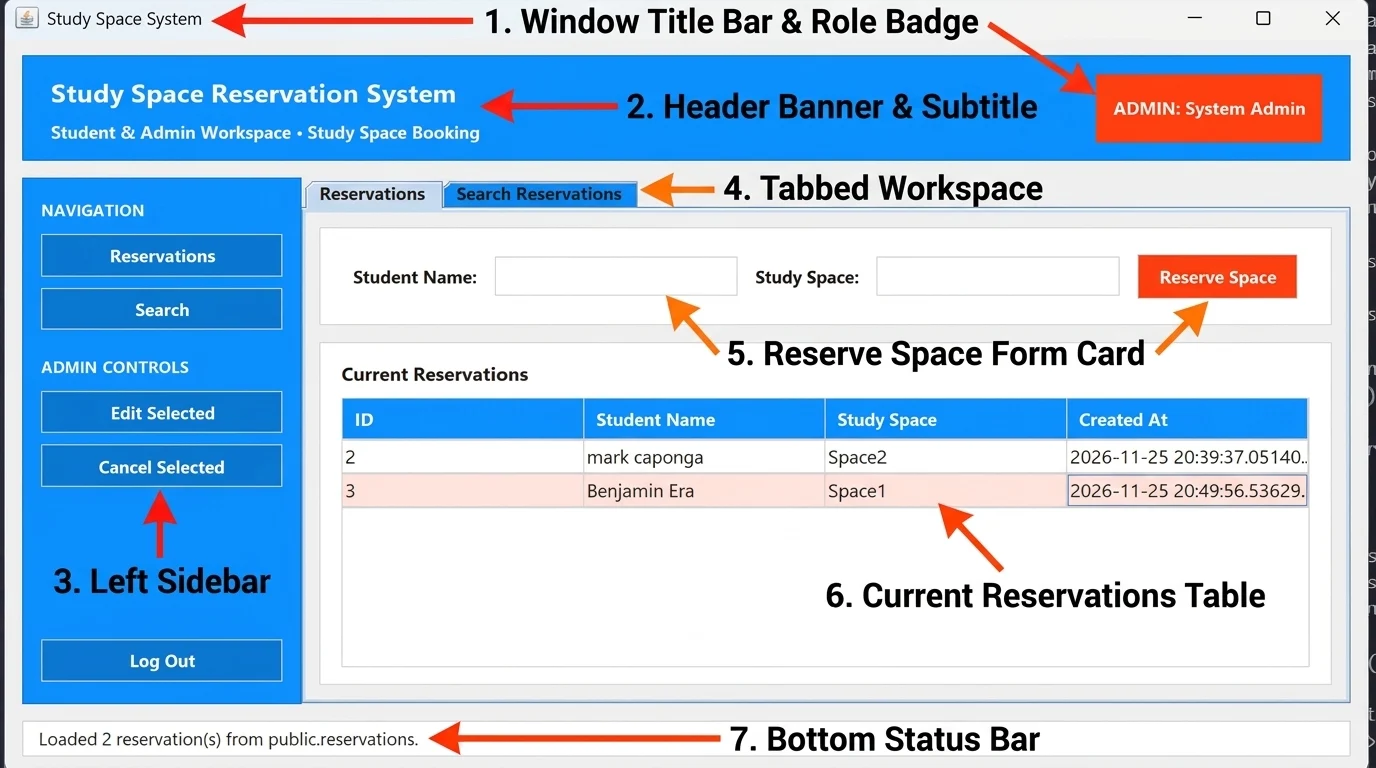 Study Space System
1. Window Title Bar & Role Badge
Study Space Reservation System
Student & Admin Workspace • Study Space Booking
2. Header Banner & Subtitle
ADMIN: System Admin
NAVIGATION
Reservations
Search
ADMIN CONTROLS
Edit Selected
Cancel Selected
3. Left Sidebar
Log Out
Reservations
Search Reservations
4. Tabbed Workspace
Student Name:
Study Space:
Reserve Space
5. Reserve Space Form Card
Current Reservations
ID Student Name Study Space Created At
2 mark caponga Space2 2026-11-25 20:39:37.05140..
3 Benjamin Era Space1 2026-11-25 20:49:56.53629.
6. Current Reservations Table
Loaded 2 reservation(s) from public.reservations.
7. Bottom Status Bar